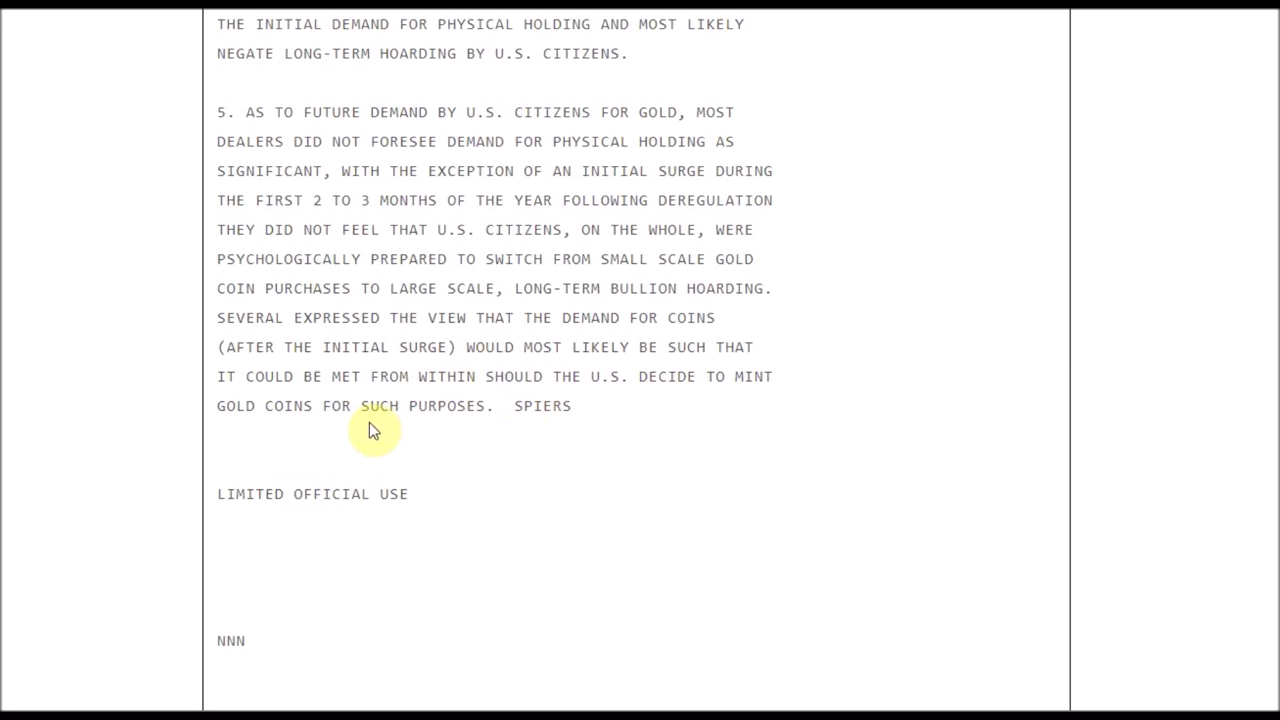 THE INITIAL DEMAND FOR PHYSICAL HOLDING AND MOST LIKELY
NEGATE LONG-TERM HOARDING BY U.S. CITIZENS.
5. AS TO FUTURE DEMAND BY U.S. CITIZENS FOR GOLD, MOST
DEALERS DID NOT FORESEE DEMAND FOR PHYSICAL HOLDING AS
SIGNIFICANT, WITH THE EXCEPTION OF AN INITIAL SURGE DURING
THE FIRST 2 TO 3 MONTHS OF THE YEAR FOLLOWING DEREGULATION
THEY DID NOT FEEL THAT U.S. CITIZENS, ON THE WHOLE, WERE
PSYCHOLOGICALLY PREPARED TO SWITCH FROM SMALL SCALE GOLD
COIN PURCHASES TO LARGE SCALE, LONG-TERM BULLION HOARDING.
SEVERAL EXPRESSED THE VIEW THAT THE DEMAND FOR COINS
(AFTER THE INITIAL SURGE) WOULD MOST LIKELY BE SUCH THAT
IT COULD BE MET FROM WITHIN SHOULD THE U.S. DECIDE TO MINT
GOLD COINS FOR SUCH PURPOSES.  SPIERS
LIMITED OFFICIAL USE
NNN